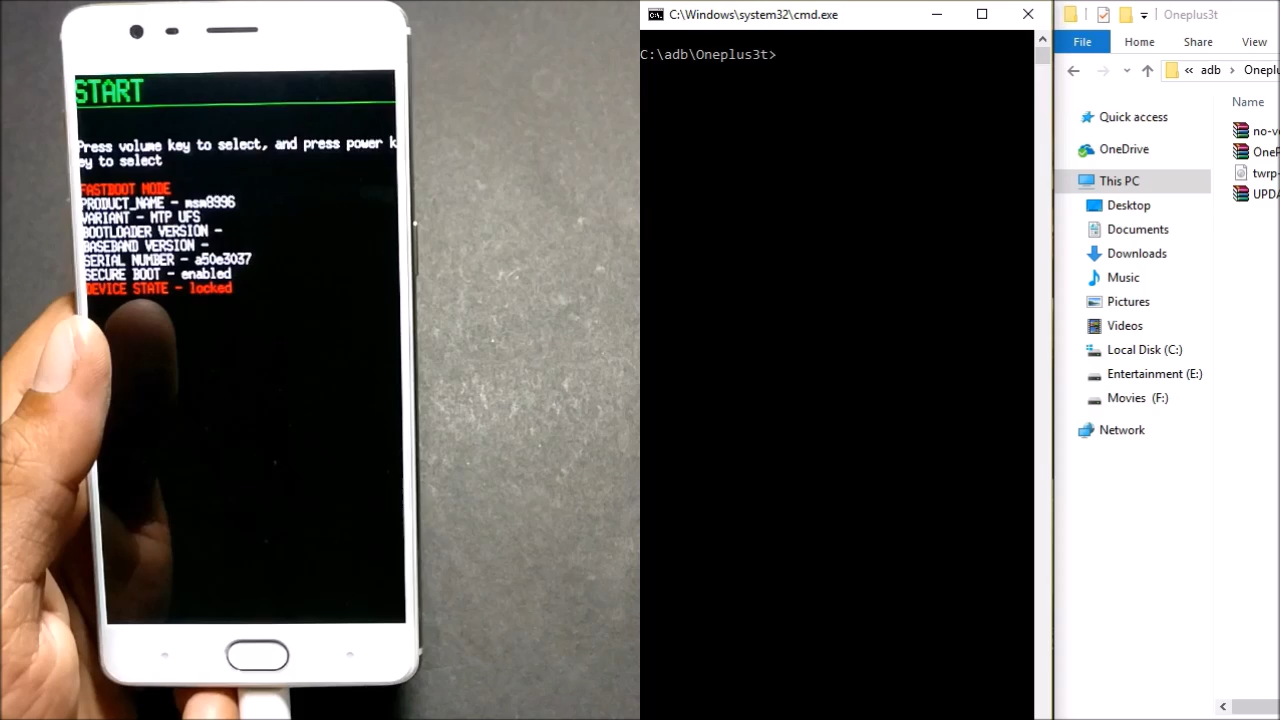 START
Press volume key to select, and press power k
ey to select
FASTBOOT MODE
PRODUCT_NAME - msm8996
VARIANT - MTP UFS
BOOTLOADER VERSION -
BASEBAND VERSION -
SERIAL NUMBER - a50e3037
SECURE BOOT - enabled
DEVICE STATE - locked
C:\Windows\system32\cmd.exe
C:\adb\Oneplus3t>
Oneplus3t
File Home Share View
« adb › Oneplu
Name
Quick access
OneDrive
This PC
Desktop
Documents
Downloads
Music
Pictures
Videos
Local Disk (C:)
Entertainment (E:)
Movies (F:)
Network
no-v
OneP
twrp-
UPDA